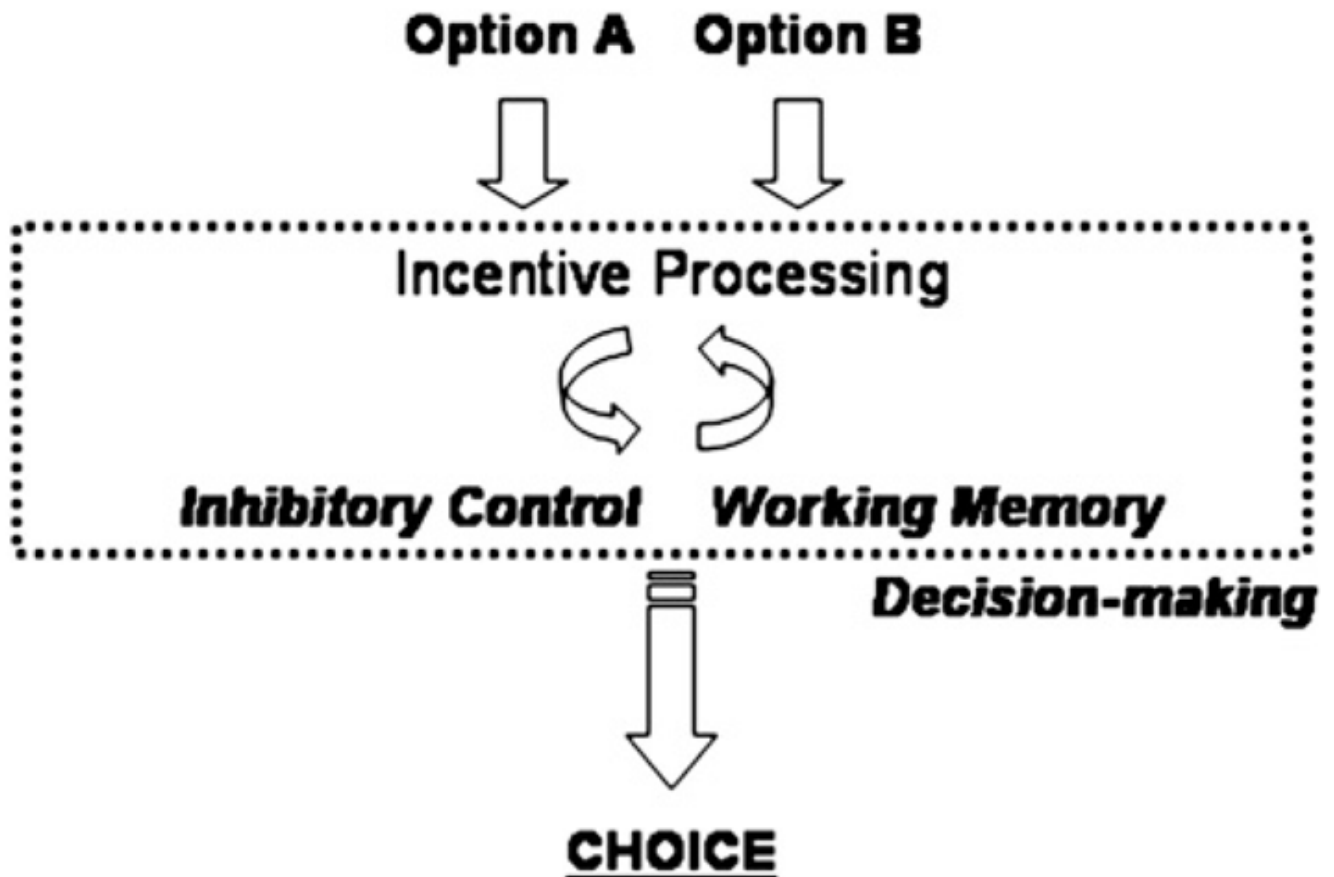 Option A Option B
Incentive Processing
Inhibitory Control Working Memory
Decision-making
CHOICE